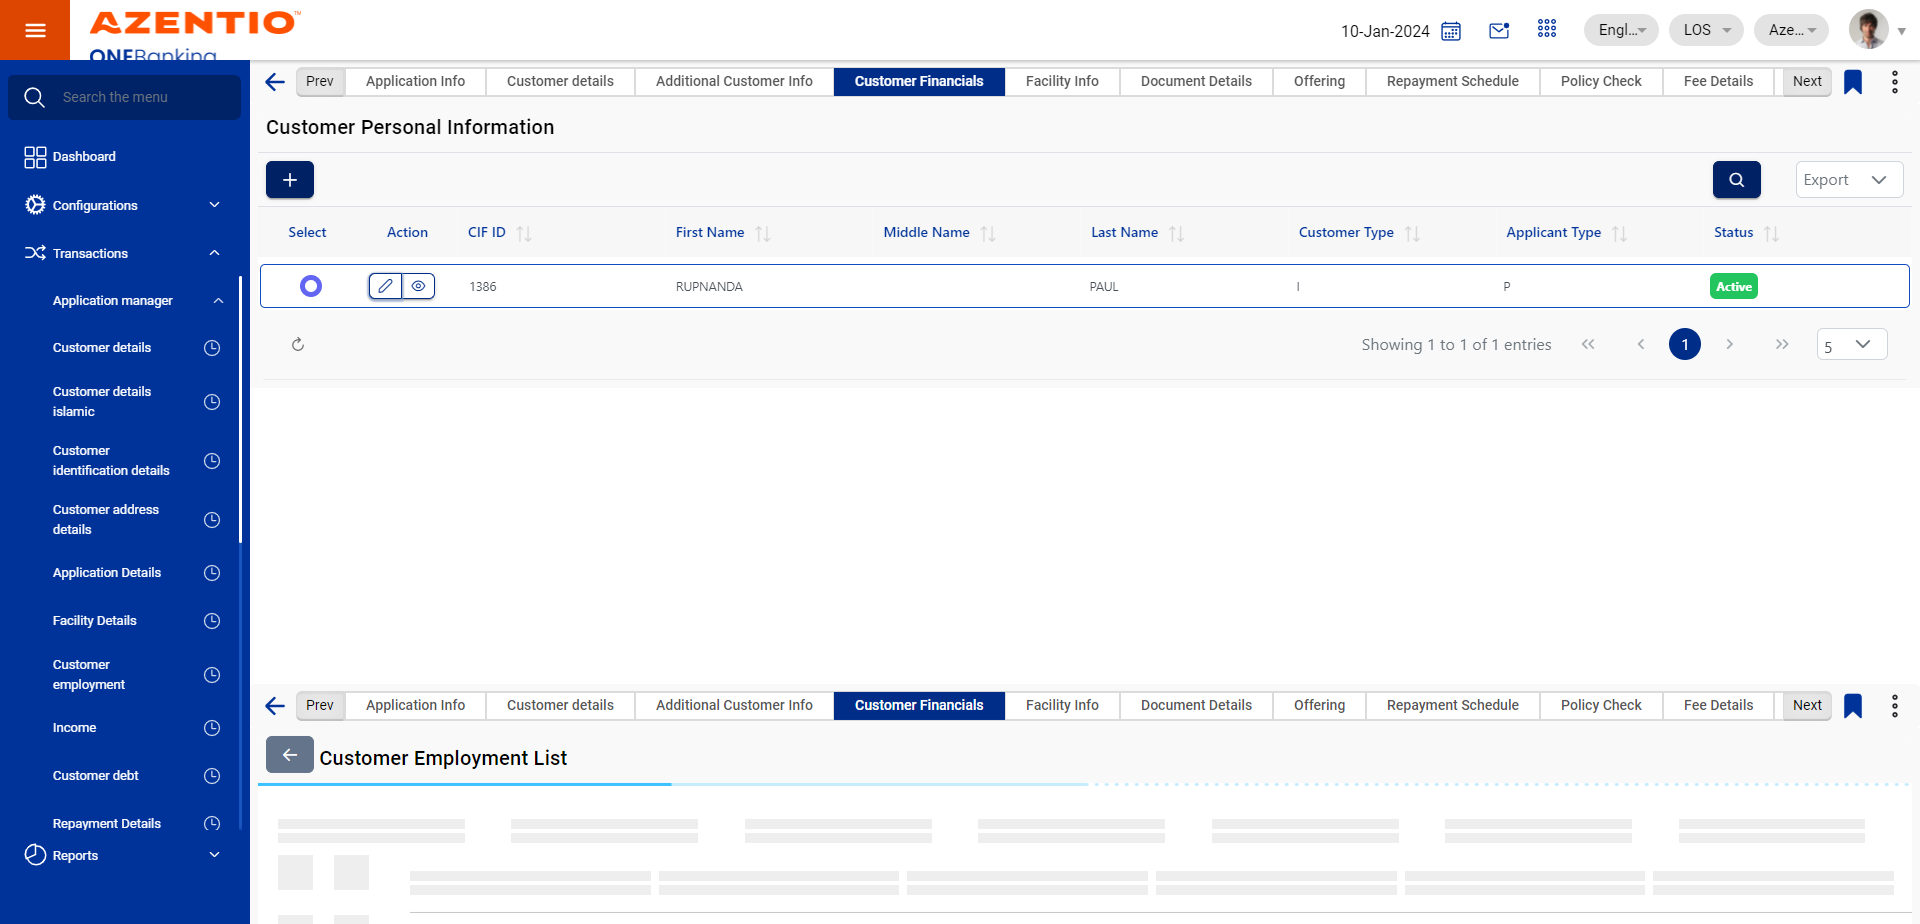 AZENTIO™
ONEBanking
10-Jan-2024
Engl...
LOS
Aze...
Search the menu
Dashboard
Configurations
Transactions
Application manager
Customer details
Customer details
islamic
Customer
identification details
Customer address
details
Application Details
Facility Details
Customer
employment
Income
Customer debt
Repayment Details
Reports
Prev Application Info Customer details Additional Customer Info Customer Financials Facility Info Document Details Offering Repayment Schedule Policy Check Fee Details Next
Customer Personal Information
Export
Select Action CIF ID First Name Middle Name Last Name Customer Type Applicant Type Status
1386 RUPNANDA PAUL I P Active
Showing 1 to 1 of 1 entries 1 5
Prev Application Info Customer details Additional Customer Info Customer Financials Facility Info Document Details Offering Repayment Schedule Policy Check Fee Details Next
Customer Employment List